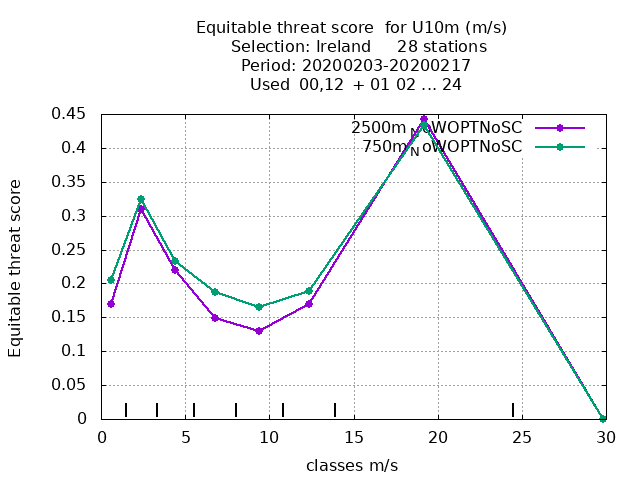 Equitable threat score  for U10m (m/s)
Selection: Ireland     28 stations
Period: 20200203-20200217
Used  00,12  + 01 02 ... 24
Equitable threat score
0.45
0.4
0.35
0.3
0.25
0.2
0.15
0.1
0.05
0
2500m_NoWOPTNoSC
750m_NoWOPTNoSC
0 5 10 15 20 25 30
classes m/s